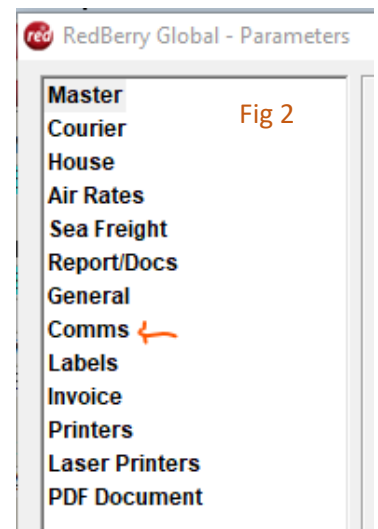 red RedBerry Global - Parameters
Master
Fig 2
Courier
House
Air Rates
Sea Freight
Report/Docs
General
Comms
Labels
Invoice
Printers
Laser Printers
PDF Document